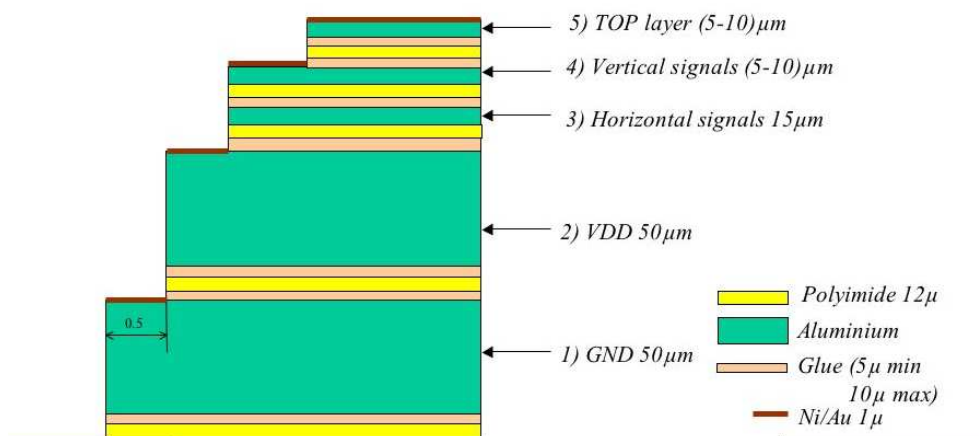 5) TOP layer (5-10)µm
4) Vertical signals (5-10)µm
3) Horizontal signals 15µm
2) VDD 50µm
1) GND 50µm
0.5
Polyimide 12µ
Aluminium
Glue (5µ min
10µ max)
Ni/Au 1µ